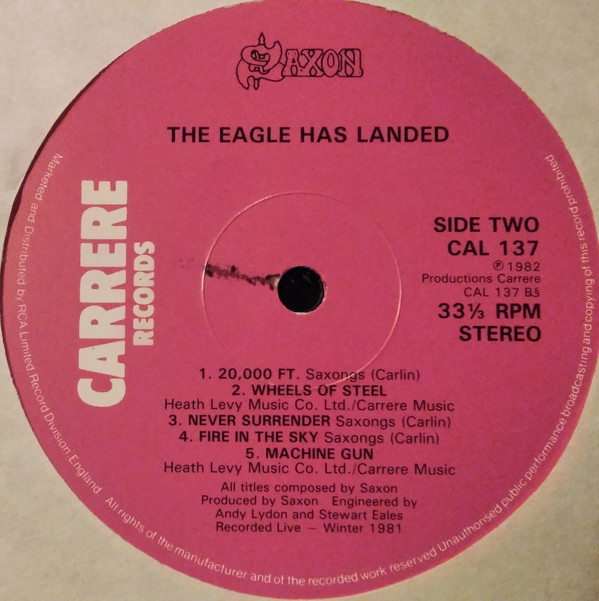 SAXON
THE EAGLE HAS LANDED
CARRERE
RECORDS
SIDE TWO
CAL 137
℗ 1982
Productions Carrere
CAL 137 B§
33⅓ RPM
STEREO
1. 20,000 FT. Saxongs (Carlin)
2. WHEELS OF STEEL
Heath Levy Music Co. Ltd./Carrere Music
3. NEVER SURRENDER Saxongs (Carlin)
4. FIRE IN THE SKY Saxongs (Carlin)
5. MACHINE GUN
Heath Levy Music Co. Ltd./Carrere Music
All titles composed by Saxon
Produced by Saxon Engineered by
Andy Lydon and Stewart Eales
Recorded Live – Winter 1981
Marketed and Distributed by RCA Limited Record Division England
All rights of the manufacturer and of the recorded work reserved Unauthorised public performance broadcasting and copying of this record prohibited